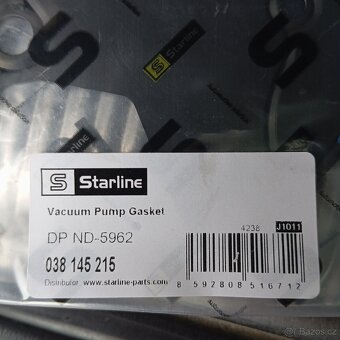 Starline
Starline
Vacuum Pump Gasket
DP ND-5962
4238
J1011
038 145 215
Distributor www.starline-parts.com
8 592808 516712
Bazos.cz